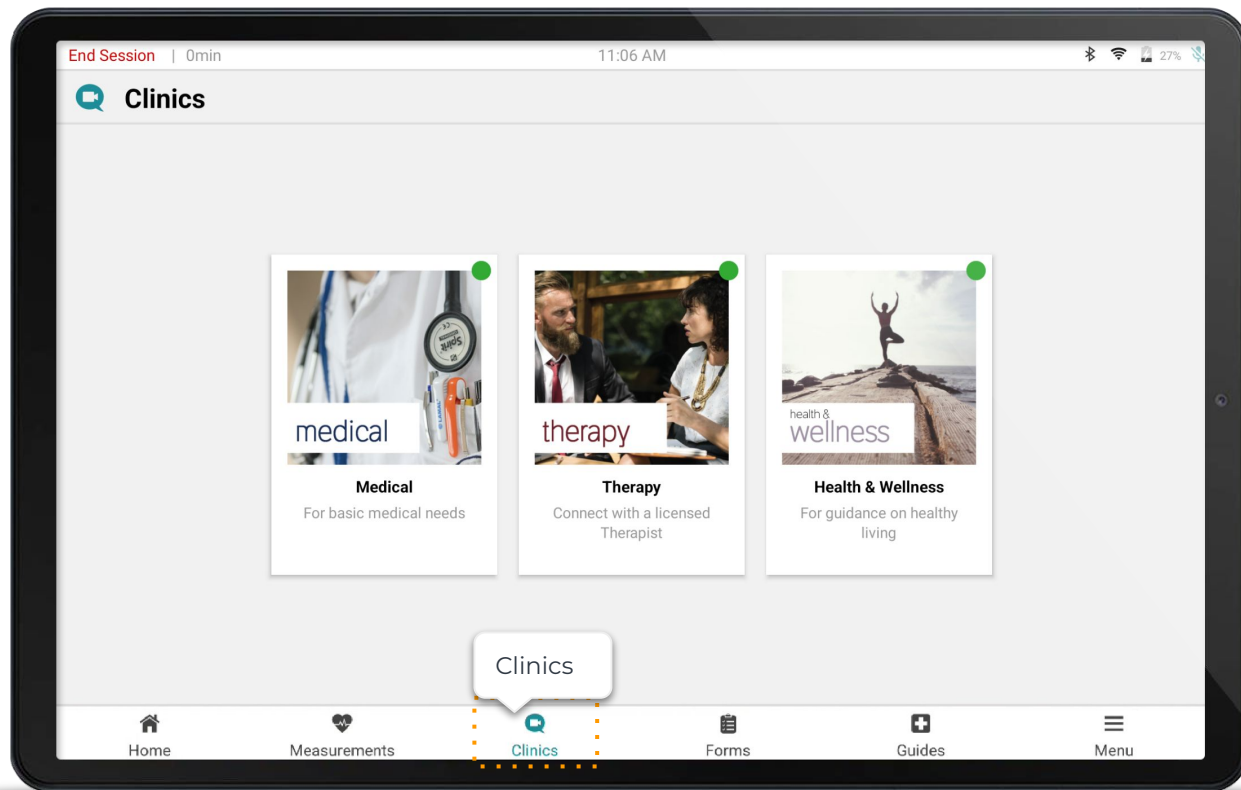 End Session | 0min 11:06 AM 27%
Clinics
medical
therapy
health &
wellness
Spirit
Medical
For basic medical needs
Therapy
Connect with a licensed
Therapist
Health & Wellness
For guidance on healthy
living
Clinics
Home Measurements Clinics Forms Guides Menu